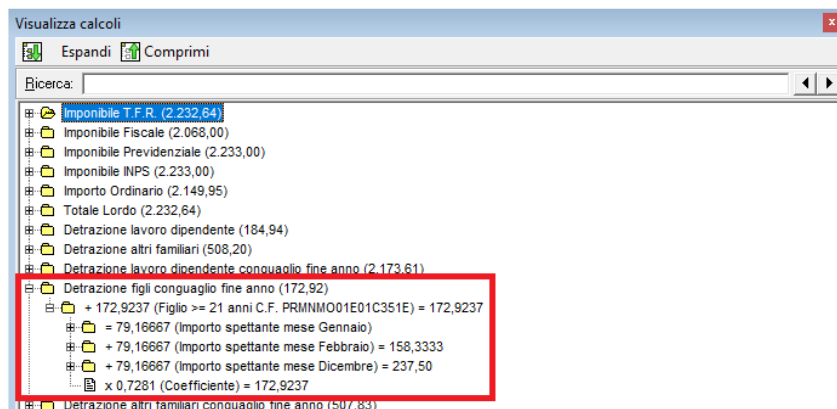 Visualizza calcoli
x
Espandi Comprimi
Ricerca:
Imponibile T.F.R. (2.232,64)
Imponibile Fiscale (2.068,00)
Imponibile Previdenziale (2.233,00)
Imponibile INPS (2.233,00)
Importo Ordinario (2.149,95)
Totale Lordo (2.232,64)
Detrazione lavoro dipendente (184,94)
Detrazione altri familiari (508,20)
Detrazione lavoro dipendente conguaglio fine anno (2.173,61)
Detrazione figli conguaglio fine anno (172,92)
+ 172,9237 (Figlio >= 21 anni C.F. PRMNMO01E01C351E) = 172,9237
= 79,16667 (Importo spettante mese Gennaio)
+ 79,16667 (Importo spettante mese Febbraio) = 158,3333
+ 79,16667 (Importo spettante mese Dicembre) = 237,50
x 0,7281 (Coefficiente) = 172,9237
Detrazione altri familiari conguaglio fine anno (507,83)